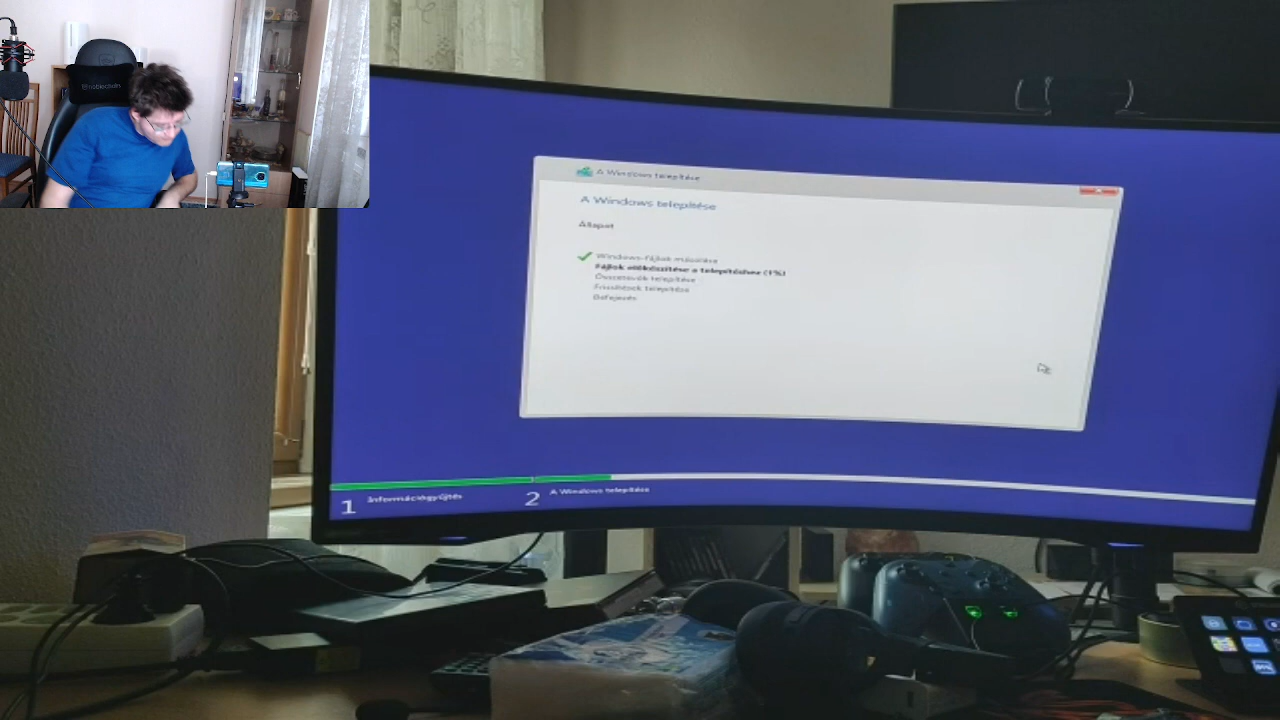 noblechairs
A Windows telepítése
A Windows telepítése
Állapot
Windows-fájlok másolása
Fájlok előkészítése a telepítéshez (1%)
Összetevők telepítése
Frissítések telepítése
Befejezés
1 Információgyűjtés
2 A Windows telepítése